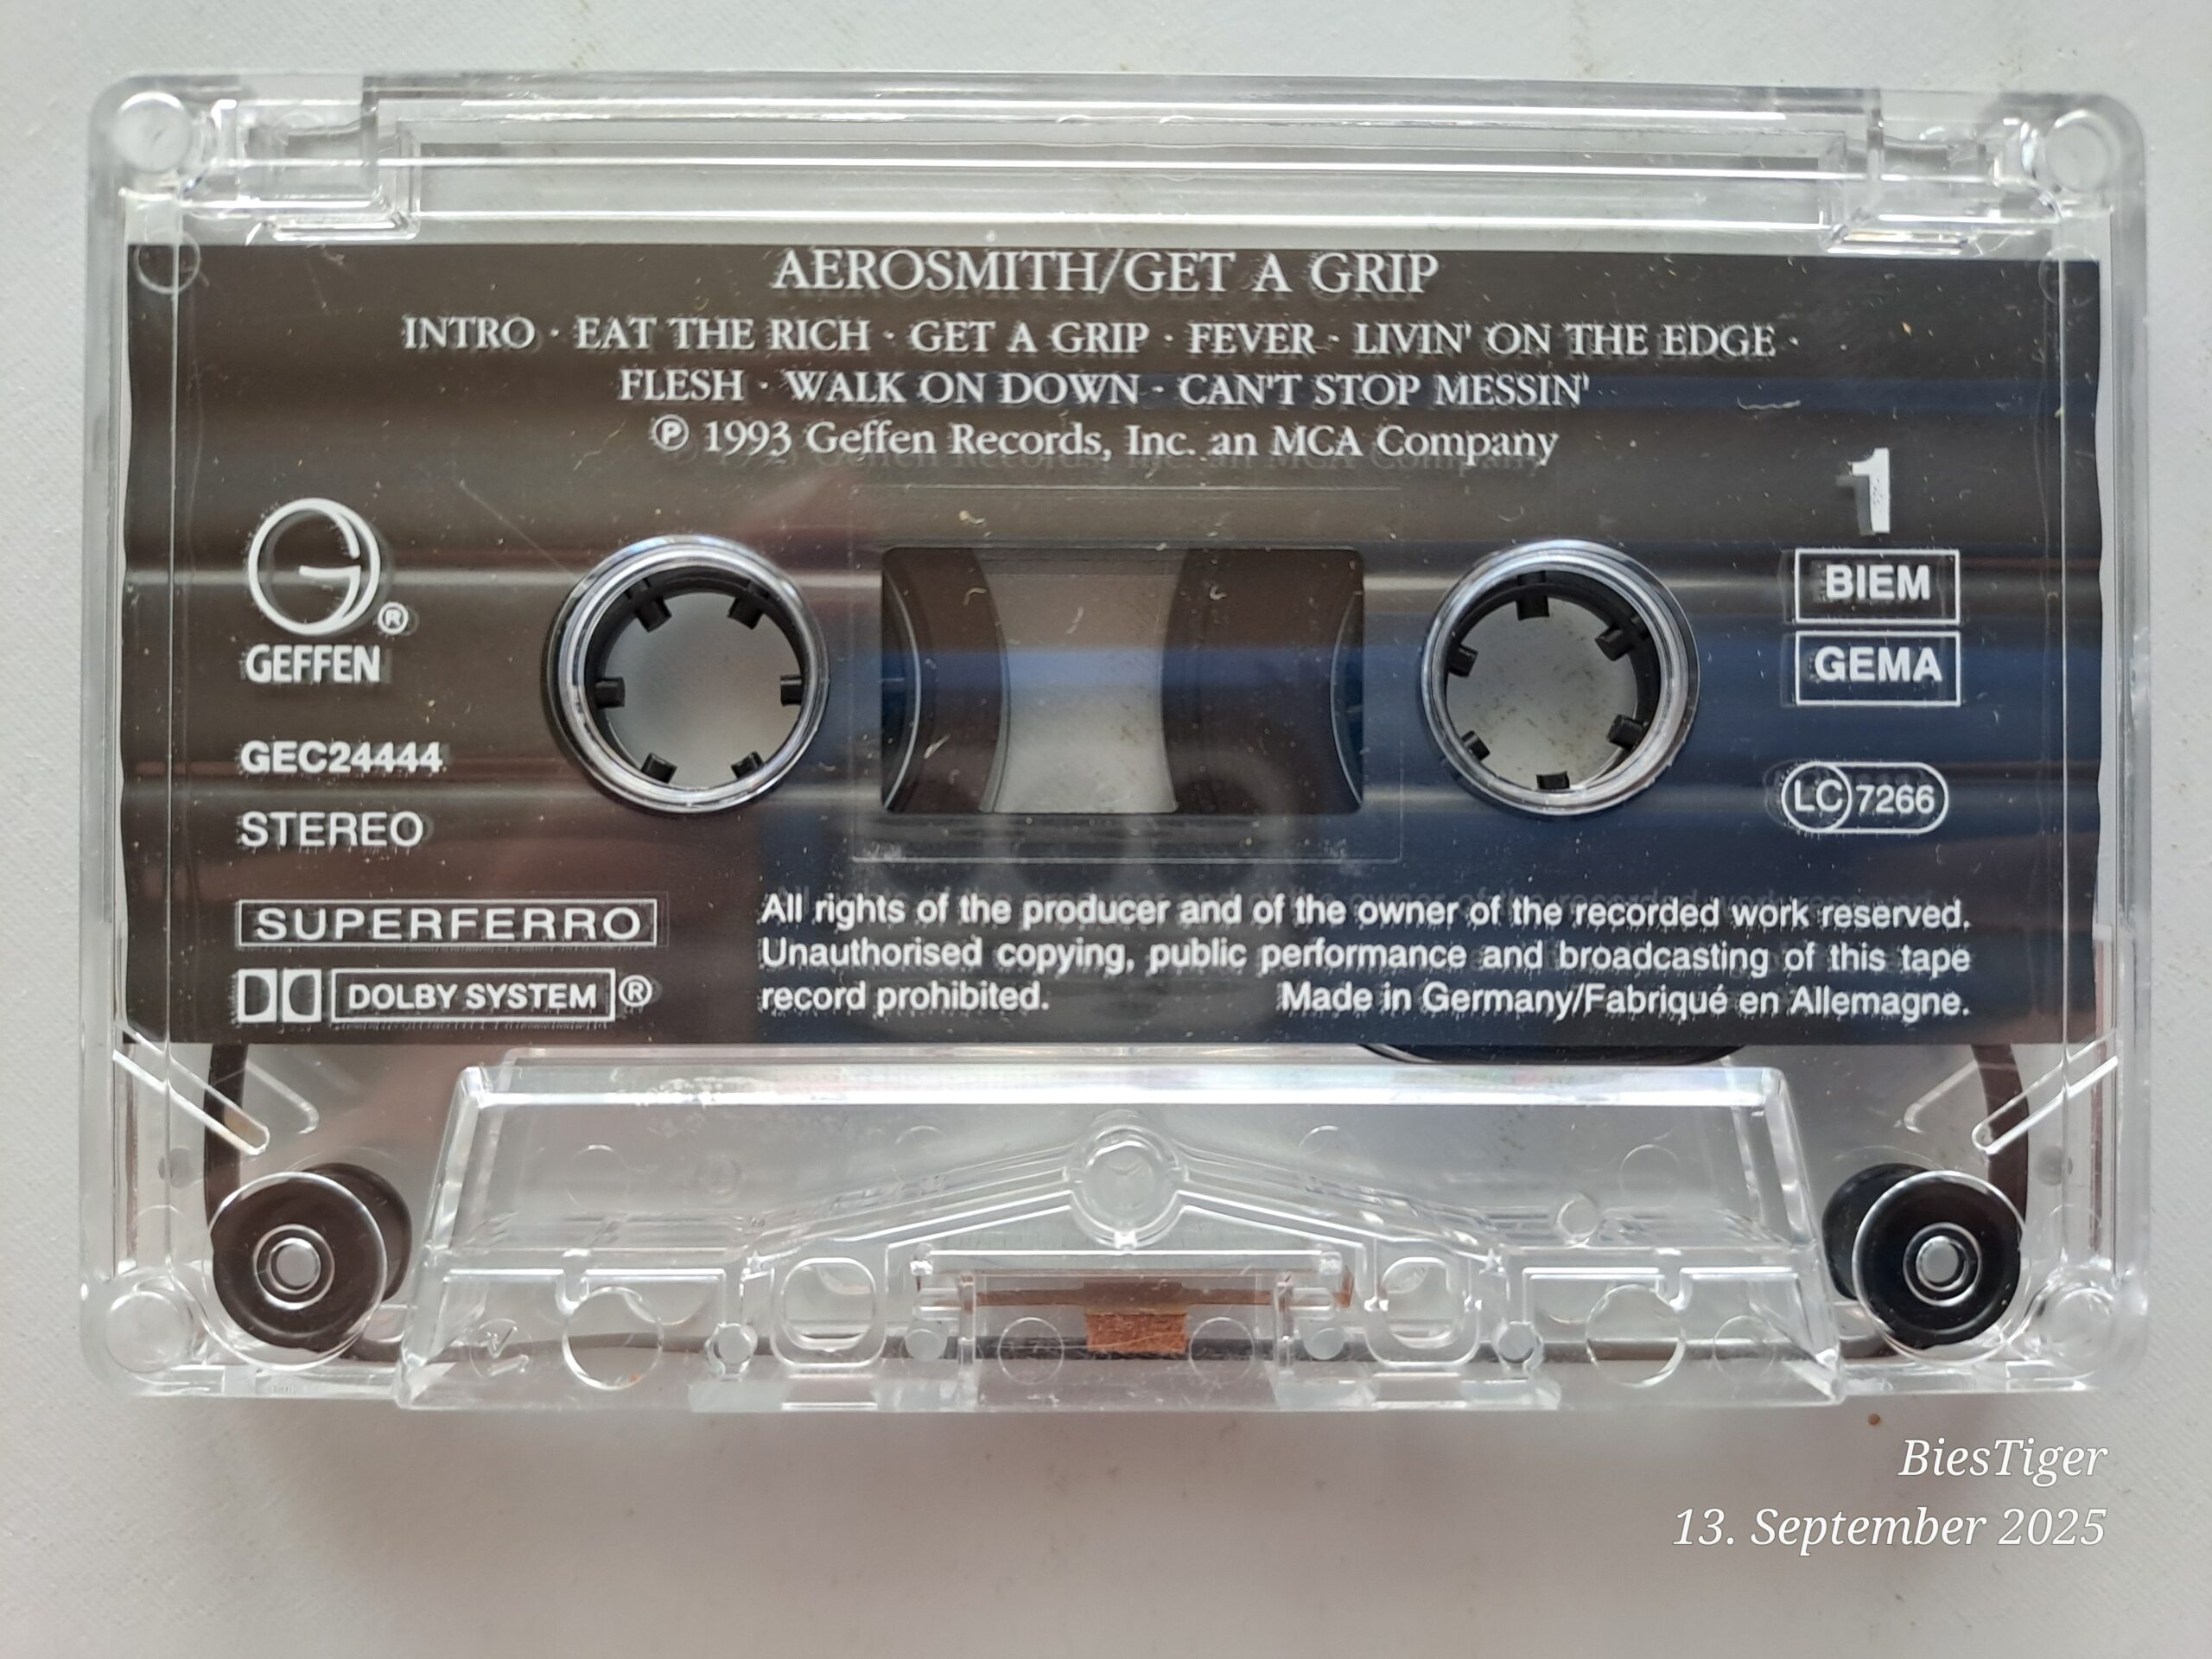 AEROSMITH/GET A GRIP
INTRO · EAT THE RICH · GET A GRIP · FEVER · LIVIN' ON THE EDGE ·
FLESH · WALK ON DOWN · CAN'T STOP MESSIN'
℗ 1993 Geffen Records, Inc. an MCA Company
1
G®
GEFFEN
BIEM
GEMA
GEC24444
STEREO
LC 7266
SUPERFERRO
DOLBY SYSTEM ®
All rights of the producer and of the owner of the recorded work reserved.
Unauthorised copying, public performance and broadcasting of this tape
record prohibited. Made in Germany/Fabriqué en Allemagne.
BiesTiger
13. September 2025